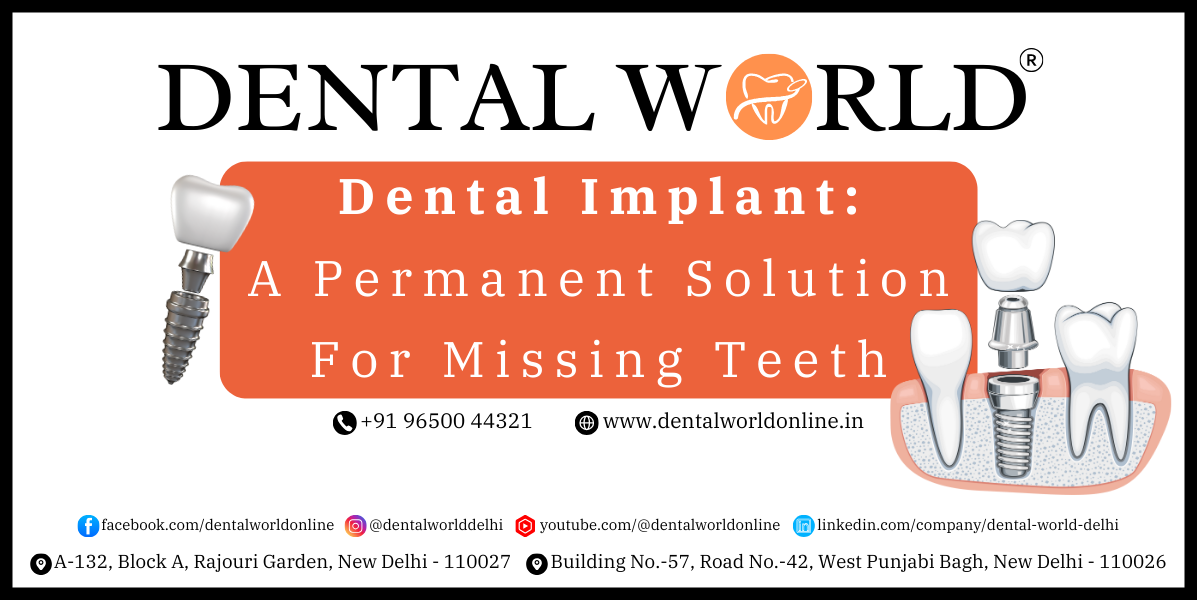 DENTAL WORLD®
Dental Implant:
A Permanent Solution
For Missing Teeth
+91 96500 44321 www.dentalworldonline.in
facebook.com/dentalworldonline @dentalworlddelhi youtube.com/@dentalworldonline linkedin.com/company/dental-world-delhi
A-132, Block A, Rajouri Garden, New Delhi - 110027 Building No.-57, Road No.-42, West Punjabi Bagh, New Delhi - 110026